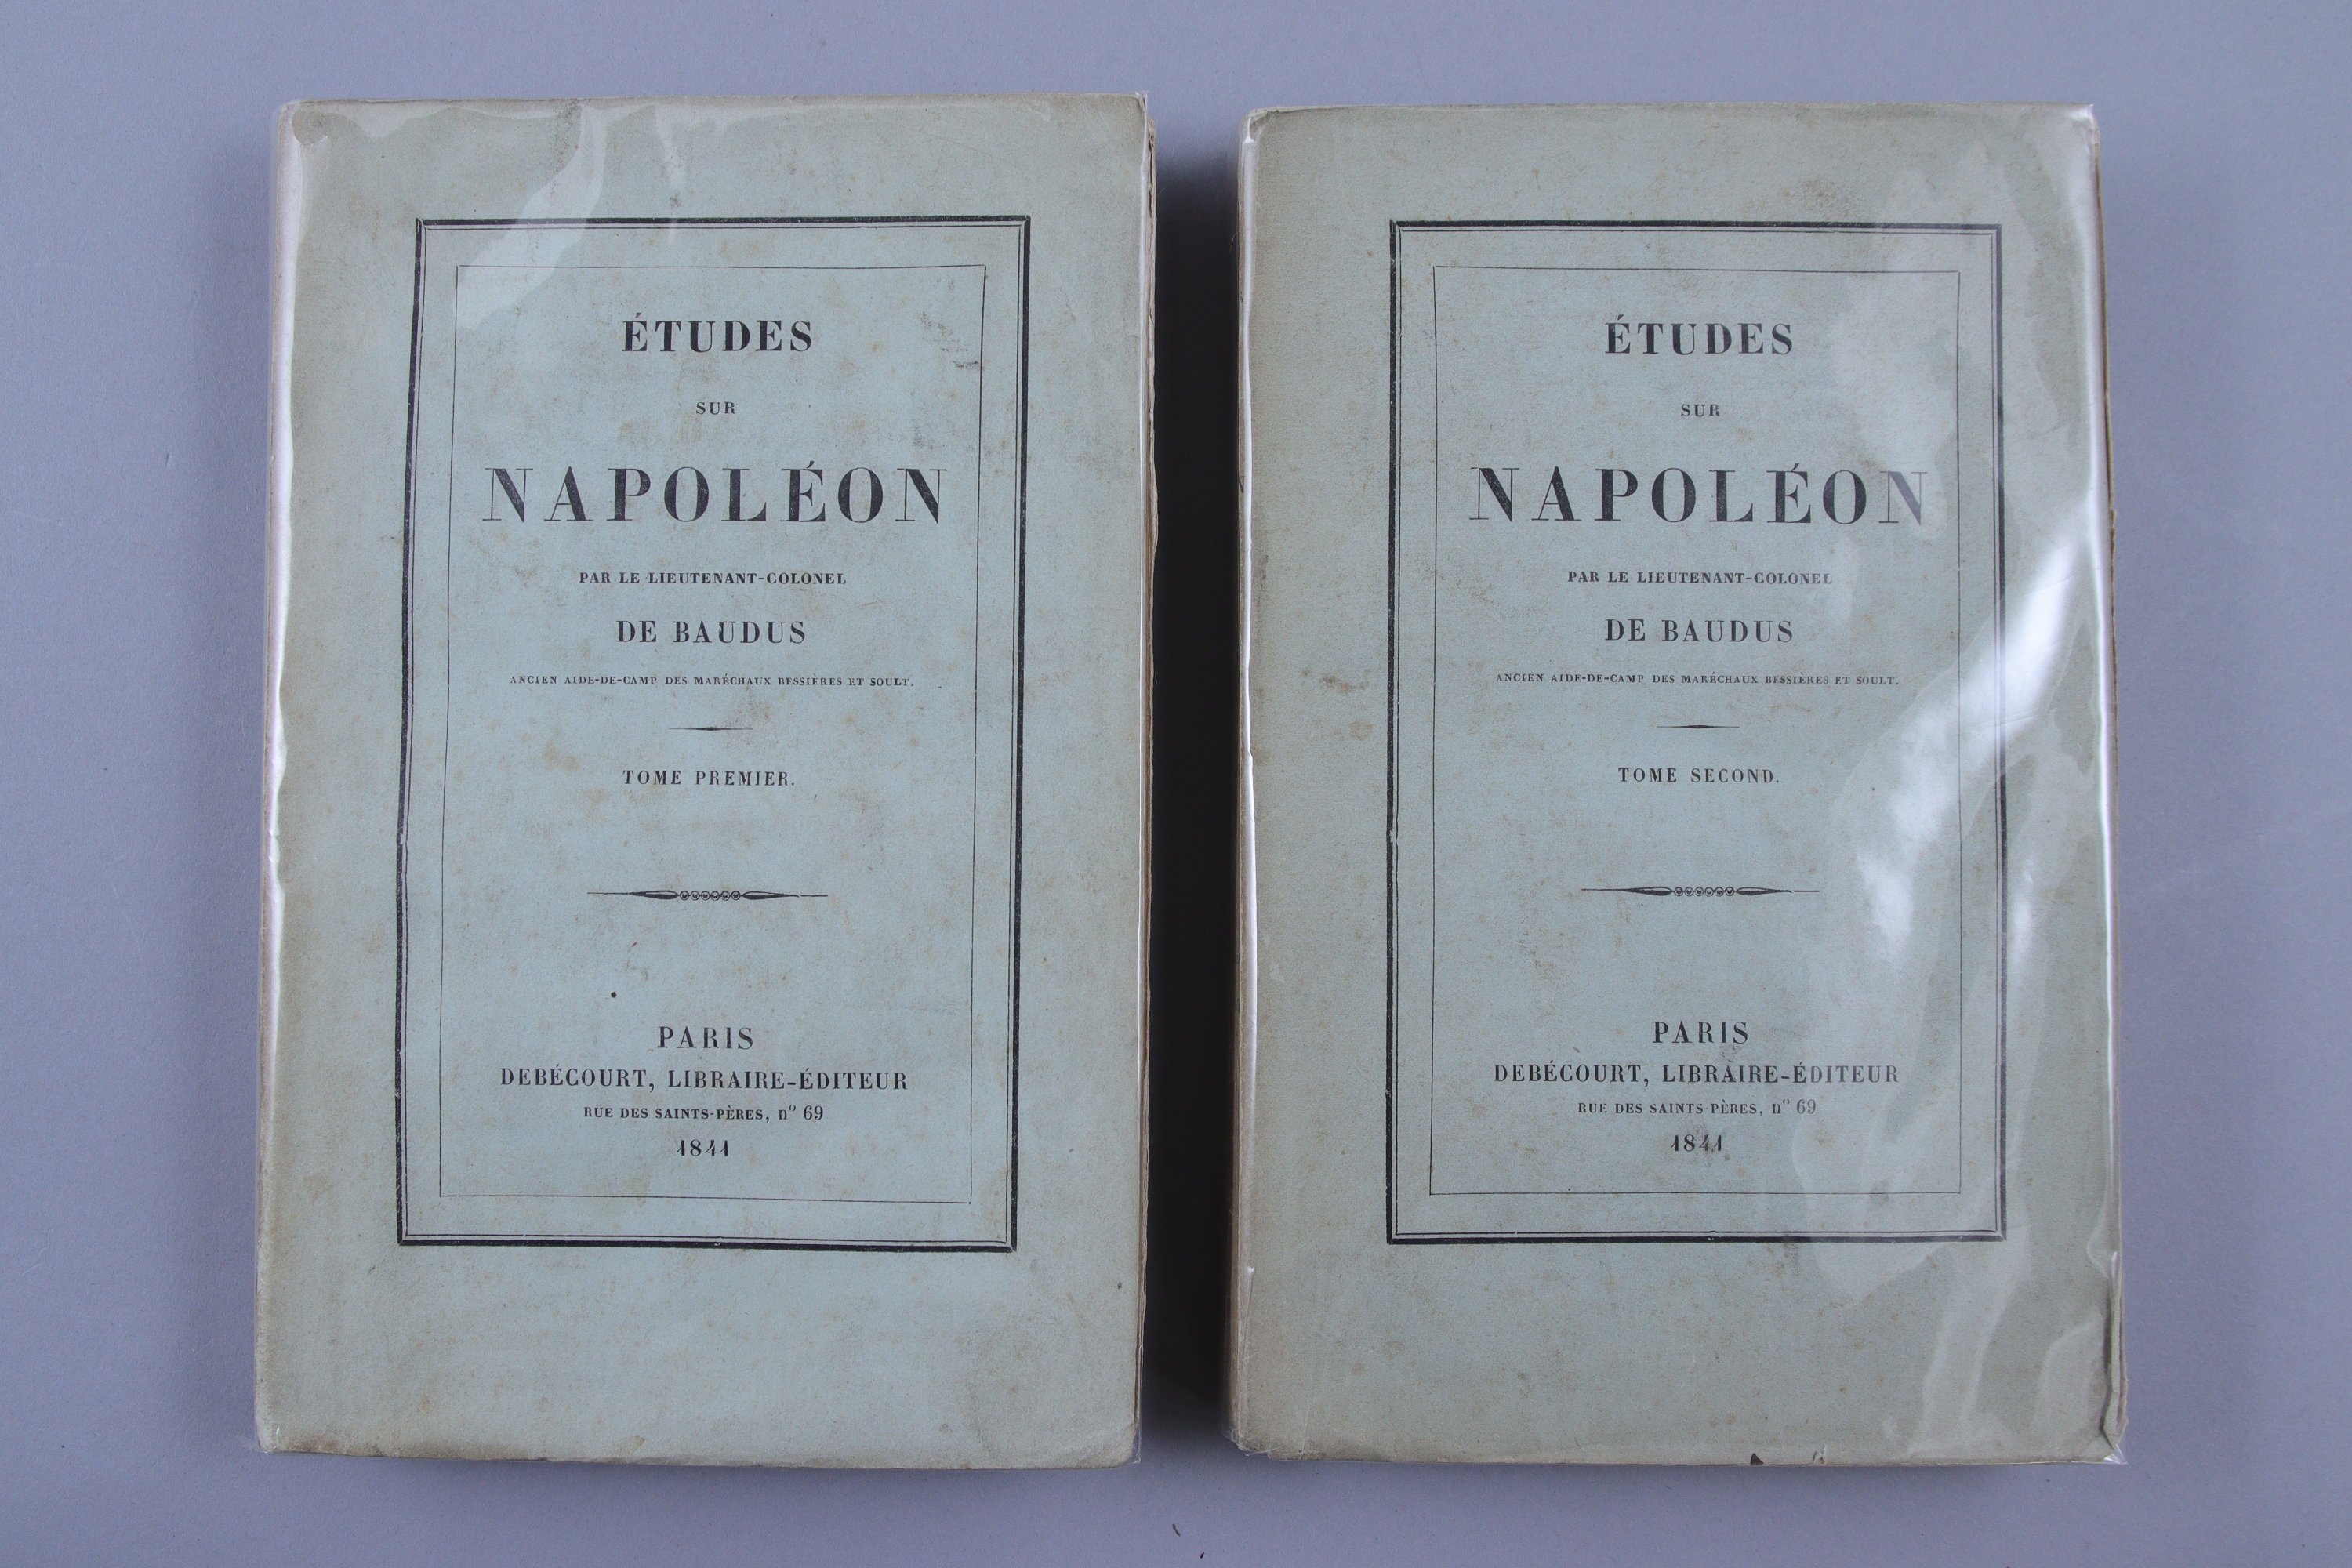 ÉTUDES
SUR
NAPOLÉON
PAR LE LIEUTENANT-COLONEL
DE BAUDUS
ANCIEN AIDE-DE-CAMP DES MARÉCHAUX BESSIÈRES ET SOULT.
TOME PREMIER.
PARIS
DEBÉCOURT, LIBRAIRE-ÉDITEUR
RUE DES SAINTS-PÈRES, nº 69
1841
ÉTUDES
SUR
NAPOLÉON
PAR LE LIEUTENANT-COLONEL
DE BAUDUS
ANCIEN AIDE-DE-CAMP DES MARÉCHAUX BESSIÈRES ET SOULT.
TOME SECOND.
PARIS
DEBÉCOURT, LIBRAIRE-ÉDITEUR
RUE DES SAINTS-PÈRES, nº 69
1841